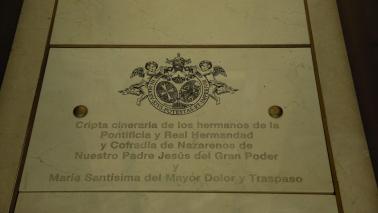 Cripta cineraria de los hermanos de la
Pontificia y Real Hermandad
y Cofradia de Nazarenos de
Nuestro Padre Jesús del Gran Poder
y
María Santísima del Mayor Dolor y Traspaso